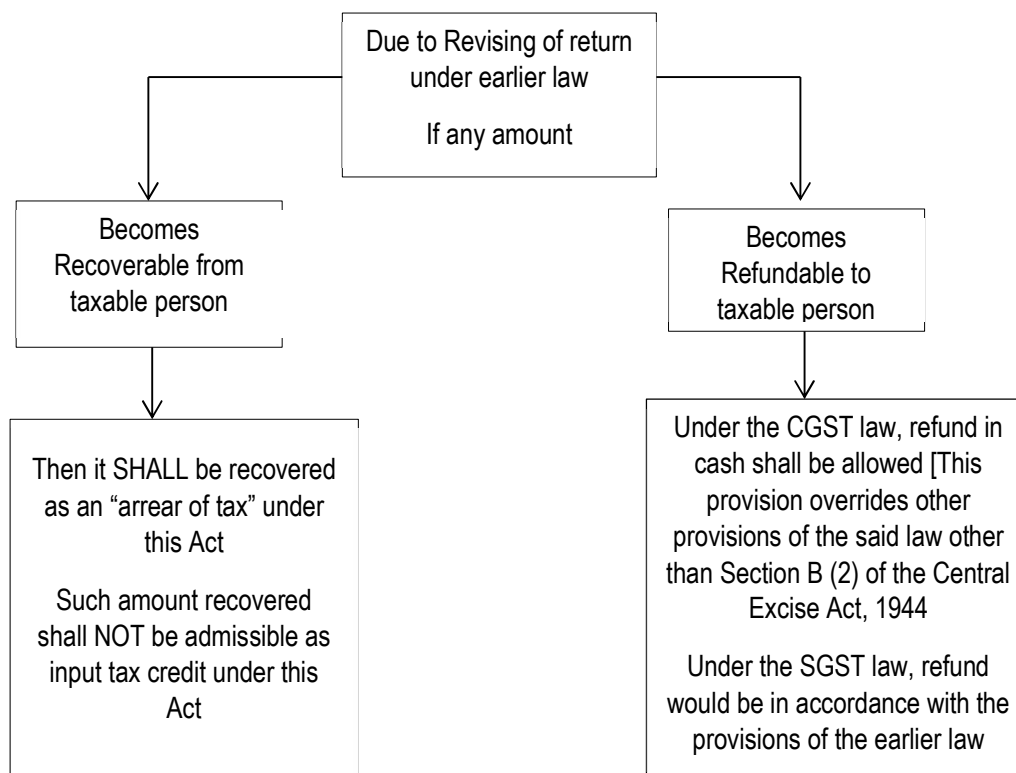 Due to Revising of return
under earlier law
If any amount
Becomes
Recoverable from
taxable person
Becomes
Refundable to
taxable person
Then it SHALL be recovered
as an “arrear of tax” under
this Act
Such amount recovered
shall NOT be admissible as
input tax credit under this
Act
Under the CGST law, refund in
cash shall be allowed [This
provision overrides other
provisions of the said law other
than Section B (2) of the Central
Excise Act, 1944
Under the SGST law, refund
would be in accordance with the
provisions of the earlier law